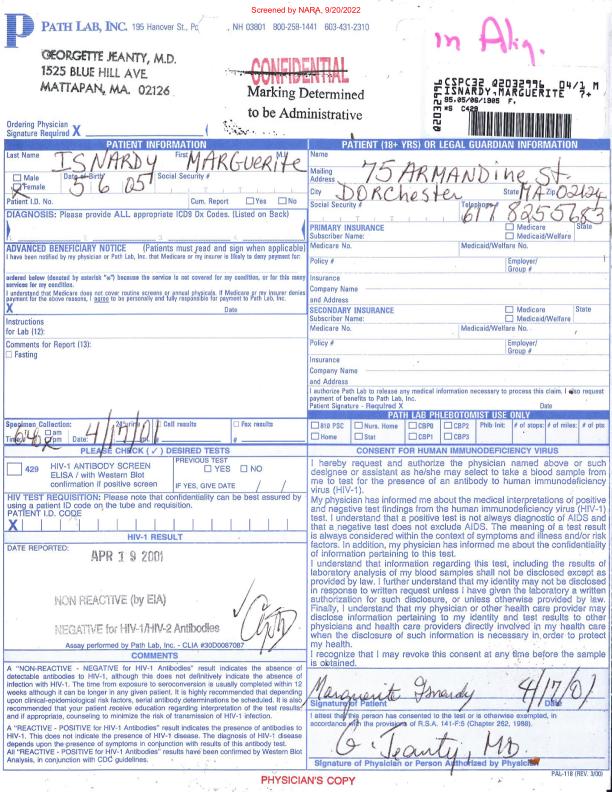 Screened by NARA, 9/20/2022
PATH LAB, INC. 195 Hanover St., NH 03801 800-258-1441 603-431-2310
GEORGETTE JEANTY, M.D.
1525 BLUE HILL AVE
MATTAPAN, MA. 02126
CONFIDENTIAL
Marking Determined
to be Administrative
CSPC32 02032996 04/1 M
ISNARDY,MARGUERITE
F.
Ordering Physician
Signature Required X
PATIENT INFORMATION
Last Name ISNARDY First MARGUERITE M.I.
Male
Female
Date of Birth 5 6 05 Social Security #
Patient I.D. No. Cum. Report Yes No
DIAGNOSIS: Please provide ALL appropriate ICD9 Dx Codes. (Listed on Back)
ADVANCED BENEFICIARY NOTICE (Patients must read and sign when applicable)
I have been notified by my physician or Path Lab, Inc. that Medicare or my insurer is likely to deny payment for:
ordered below (denoted by asterisk "*") because the service is not covered for my condition, or for this many
services for my condition.
I understand that Medicare does not cover routine screens or annual physicals. If Medicare or my insurer denies
payment for the above reasons, I agree to be personally and fully responsible for payment to Path Lab, Inc.
X Date
Instructions
for Lab (12):
Comments for Report (13):
Fasting
Specimen Collection:
Time: am
pm Date: 4/17/01
Call results
#
Fax results
#
PATIENT (18+ YRS) OR LEGAL GUARDIAN INFORMATION
Name
Mailing
Address 75 ARMANDINE St.
City DORchester State MA Zip 02124
Social Security # Telephone 617 8255683
PRIMARY INSURANCE Medicare State
Subscriber Name: Medicaid/Welfare
Medicare No. Medicaid/Welfare No.
Policy # Employer/
Group #
Insurance
Company Name
and Address
SECONDARY INSURANCE Medicare State
Subscriber Name: Medicaid/Welfare
Medicare No. Medicaid/Welfare No.
Policy # Employer/
Group #
Insurance
Company Name
and Address
I authorize Path Lab to release any medical information necessary to process this claim. I also request
payment of benefits to Path Lab, Inc.
Patient Signature - Required X Date
PATH LAB PHLEBOTOMIST USE ONLY
810 PSC Nurs. Home CBP0 CBP2 Phlb Init: # of stops: # of miles: # of pts
Home Stat CBP1 CBP3
PLEASE CHECK (✓) DESIRED TESTS
429 HIV-1 ANTIBODY SCREEN
ELISA / with Western Blot
confirmation if positive screen
PREVIOUS TEST
YES NO
IF YES, GIVE DATE / /
HIV TEST REQUISITION: Please note that confidentiality can be best assured by
using a patient ID code on the tube and requisition.
PATIENT I.D. CODE
X
HIV-1 RESULT
DATE REPORTED:
APR 19 2001
NON REACTIVE (by EIA)
NEGATIVE for HIV-1/HIV-2 Antibodies
Assay performed by Path Lab, Inc. - CLIA #30D0087087
COMMENTS
A "NON-REACTIVE - NEGATIVE for HIV-1 Antibodies" result indicates the absence of
detectable antibodies to HIV-1, although this does not definitively indicate the absence of
infection with HIV-1. The time from exposure to seroconversion is usually completed within 12
weeks although it can be longer in any given patient. It is highly recommended that depending
upon clinical-epidemiological risk factors, serial antibody determinations be scheduled. It is also
recommended that your patient receive education regarding interpretation of the test results
and if appropriate, counseling to minimize the risk of transmission of HIV-1 infection.
A "REACTIVE - POSITIVE for HIV-1 Antibodies" result indicates the presence of antibodies to
HIV-1. This does not indicate the presence of HIV-1 disease. The diagnosis of HIV-1 disease
depends upon the presence of symptoms in conjunction with results of this antibody test.
All "REACTIVE - POSITIVE for HIV-1 Antibodies" results have been confirmed by Western Blot
Analysis, in conjunction with CDC guidelines.
CONSENT FOR HUMAN IMMUNODEFICIENCY VIRUS
I hereby request and authorize the physician named above or such
designee or assistant as he/she may select to take a blood sample from
me to test for the presence of an antibody to human immunodeficiency
virus (HIV-1).
My physician has informed me about the medical interpretations of positive
and negative test findings from the human immunodeficiency virus (HIV-1)
test. I understand that a positive test is not always diagnostic of AIDS and
that a negative test does not exclude AIDS. The meaning of a test result
is always considered within the context of symptoms and illness and/or risk
factors. In addition, my physician has informed me about the confidentiality
of information pertaining to this test.
I understand that information regarding this test, including the results of
laboratory analysis of my blood samples shall not be disclosed except as
provided by law. I further understand that my identity may not be disclosed
in response to written request unless I have given the laboratory a written
authorization for such disclosure, or unless otherwise provided by law.
Finally, I understand that my physician or other health care provider may
disclose information pertaining to my identity and test results to other
physicians and health care providers directly involved in my health care
when the disclosure of such information is necessary in order to protect
my health.
I recognize that I may revoke this consent at any time before the sample
is obtained.
Marguerite Isnardy 4/17/01
Signature of Patient Date
I attest that this person has consented to the test or is otherwise exempted, in
accordance with the provisions of R.S.A. 141-F:5 (Chapter 262, 1988).
G. Jeanty, MD
Signature of Physician or Person Authorized by Physician
PAL-118 (REV. 3/00)
PHYSICIAN'S COPY